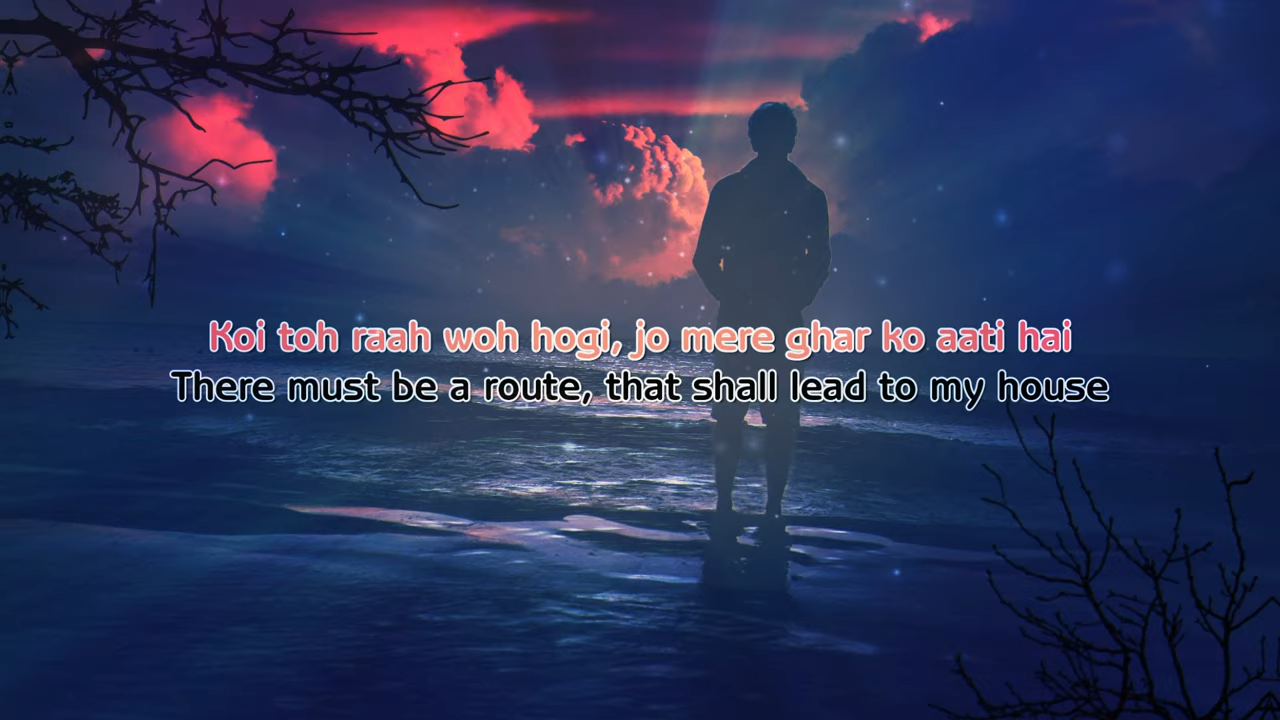 Koi toh raah woh hogi, jo mere ghar ko aati hai
There must be a route, that shall lead to my house